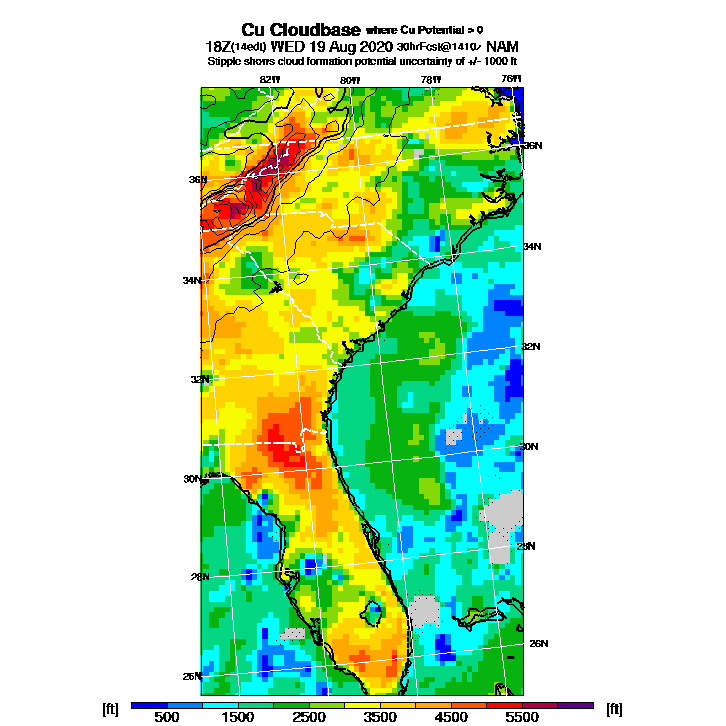 Cu Cloudbase where Cu Potential > 0
18Z(14edt) WED 19 Aug 2020 30hrFcst@1410z NAM
Stipple shows cloud formation potential uncertainty of +/- 1000 ft
82W 80W 78W 76W
36N
36N
34N
34N
32N
32N
30N
30N
28N
28N
26N
26N
[ft] [ft]
500 1500 2500 3500 4500 5500